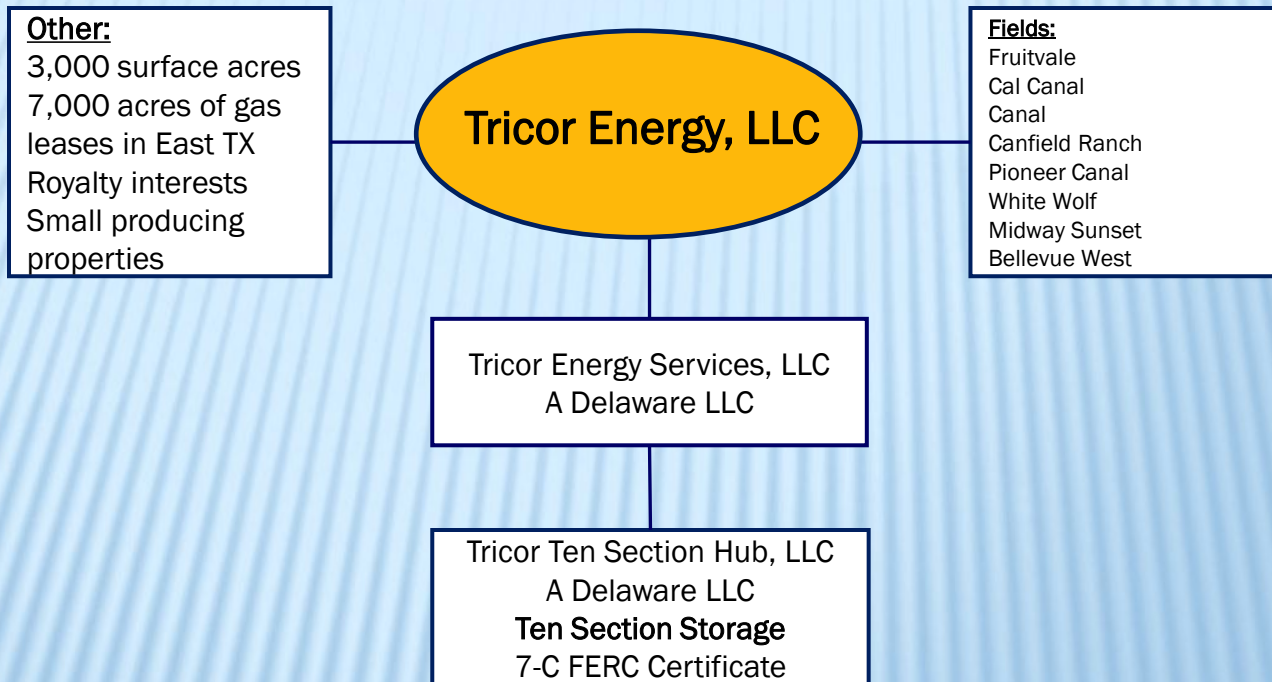 Other:
3,000 surface acres
7,000 acres of gas
leases in East TX
Royalty interests
Small producing
properties
Tricor Energy, LLC
Fields:
Fruitvale
Cal Canal
Canal
Canfield Ranch
Pioneer Canal
White Wolf
Midway Sunset
Bellevue West
Tricor Energy Services, LLC
A Delaware LLC
Tricor Ten Section Hub, LLC
A Delaware LLC
Ten Section Storage
7-C FERC Certificate